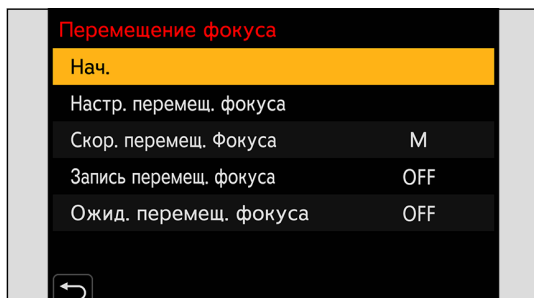 Перемещение фокуса
Нач.
Настр. перемещ. фокуса
Скор. перемещ. Фокуса M
Запись перемещ. фокуса OFF
Ожид. перемещ. фокуса OFF